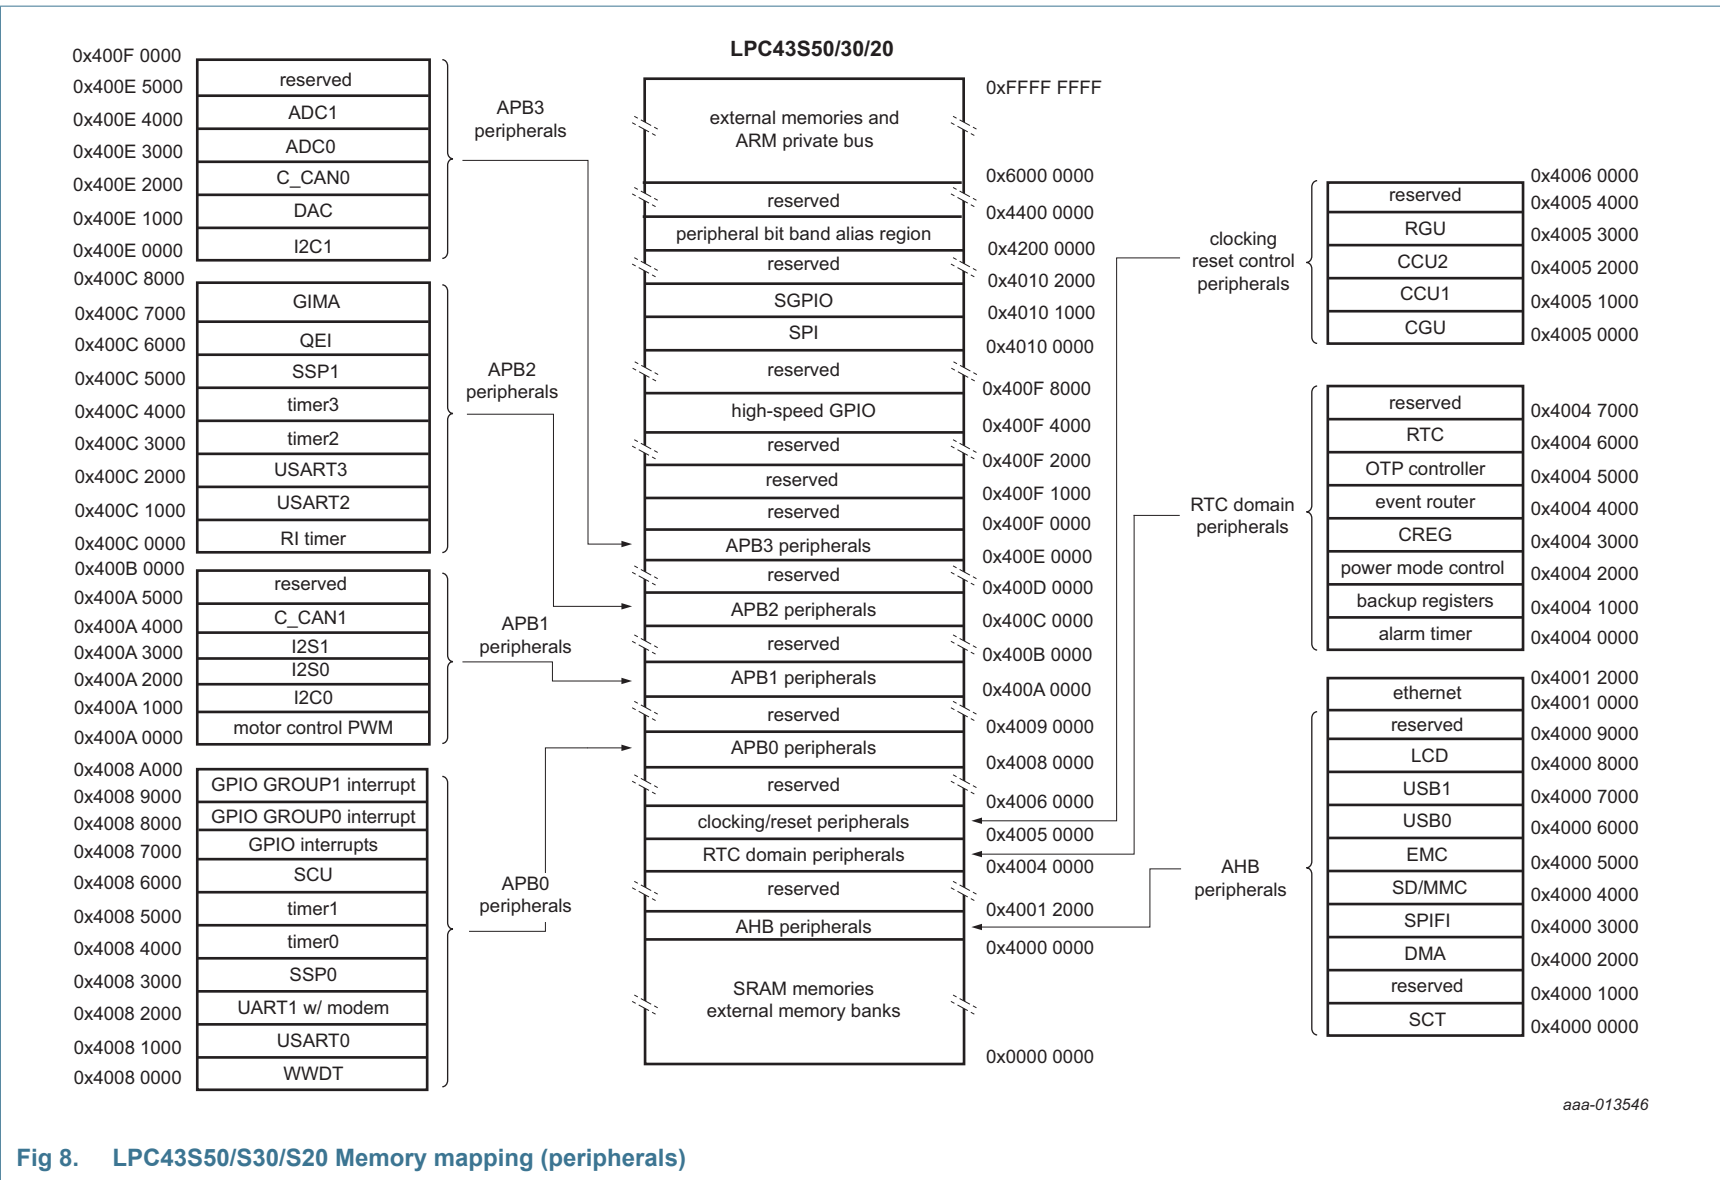 LPC43S50/30/20
0x400F 0000
reserved
0x400E 5000
ADC1
0x400E 4000
ADC0
0x400E 3000
C_CAN0
0x400E 2000
DAC
0x400E 1000
I2C1
0x400E 0000
APB3
peripherals
0x400C 8000
GIMA
0x400C 7000
QEI
0x400C 6000
SSP1
0x400C 5000
timer3
0x400C 4000
timer2
0x400C 3000
USART3
0x400C 2000
USART2
0x400C 1000
RI timer
0x400C 0000
APB2
peripherals
0x400B 0000
reserved
0x400A 5000
C_CAN1
0x400A 4000
I2S1
0x400A 3000
I2S0
0x400A 2000
I2C0
0x400A 1000
motor control PWM
0x400A 0000
APB1
peripherals
0x4008 A000
GPIO GROUP1 interrupt
0x4008 9000
GPIO GROUP0 interrupt
0x4008 8000
GPIO interrupts
0x4008 7000
SCU
0x4008 6000
timer1
0x4008 5000
timer0
0x4008 4000
SSP0
0x4008 3000
UART1 w/ modem
0x4008 2000
USART0
0x4008 1000
WWDT
0x4008 0000
APB0
peripherals
0xFFFF FFFF
external memories and
ARM private bus
0x6000 0000
reserved
0x4400 0000
peripheral bit band alias region
0x4200 0000
reserved
0x4010 2000
SGPIO
0x4010 1000
SPI
0x4010 0000
reserved
0x400F 8000
high-speed GPIO
0x400F 4000
reserved
0x400F 2000
reserved
0x400F 1000
reserved
0x400F 0000
APB3 peripherals
0x400E 0000
reserved
0x400D 0000
APB2 peripherals
0x400C 0000
reserved
0x400B 0000
APB1 peripherals
0x400A 0000
reserved
0x4009 0000
APB0 peripherals
0x4008 0000
reserved
0x4006 0000
clocking/reset peripherals
0x4005 0000
RTC domain peripherals
0x4004 0000
reserved
0x4001 2000
AHB peripherals
0x4000 0000
SRAM memories
external memory banks
0x0000 0000
clocking
reset control
peripherals
0x4006 0000
reserved
0x4005 4000
RGU
0x4005 3000
CCU2
0x4005 2000
CCU1
0x4005 1000
CGU
0x4005 0000
RTC domain
peripherals
reserved
0x4004 7000
RTC
0x4004 6000
OTP controller
0x4004 5000
event router
0x4004 4000
CREG
0x4004 3000
power mode control
0x4004 2000
backup registers
0x4004 1000
alarm timer
0x4004 0000
AHB
peripherals
0x4001 2000
ethernet
0x4001 0000
reserved
0x4000 9000
LCD
0x4000 8000
USB1
0x4000 7000
USB0
0x4000 6000
EMC
0x4000 5000
SD/MMC
0x4000 4000
SPIFI
0x4000 3000
DMA
0x4000 2000
reserved
0x4000 1000
SCT
0x4000 0000
aaa-013546
Fig 8. LPC43S50/S30/S20 Memory mapping (peripherals)